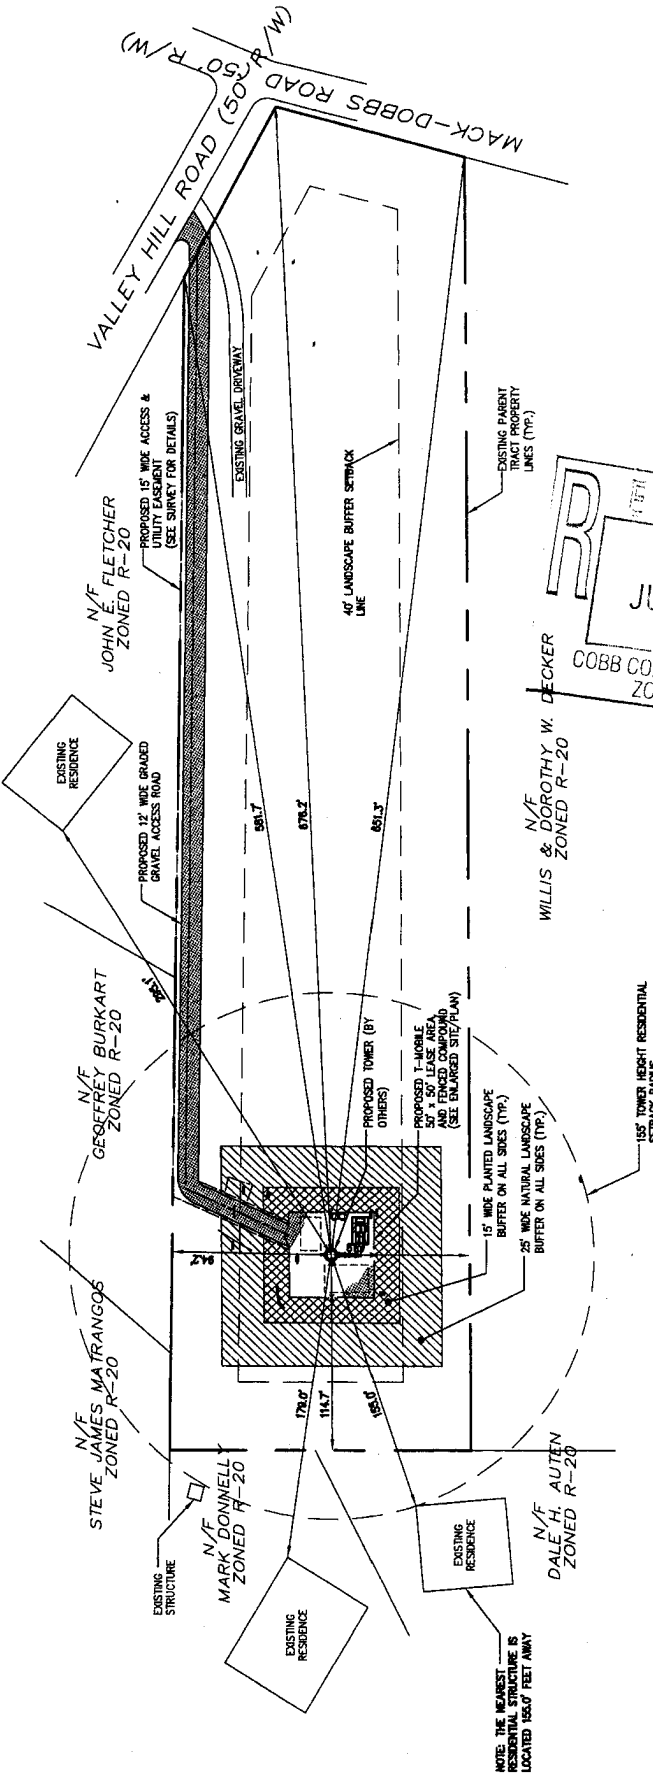 VALLEY HILL ROAD (50' R/W)
MACK-DOBBS ROAD (50' R/W)
N/F
JOHN E. FLETCHER
ZONED R-20
PROPOSED 15' WIDE ACCESS &
UTILITY EASEMENT
(SEE SURVEY FOR DETAILS)
EXISTING GRAVEL DRIVEWAY
40' LANDSCAPE BUFFER SETBACK
LINE
EXISTING PARENT
TRACT PROPERTY
LINES (TYP.)
EXISTING
RESIDENCE
PROPOSED 12' WIDE GRADED
GRAVEL ACCESS ROAD
581.7'
676.2'
651.3'
N/F
WILLIS & DOROTHY W. DECKER
ZONED R-20
R
JU
COBB CO
ZO
N/F
GEOFFREY BURKART
ZONED R-20
PROPOSED TOWER (BY
OTHERS)
PROPOSED T-MOBILE
50' x 50' LEASE AREA
AND FENCED COMPOUND
(SEE ENLARGED SITE/PLAN)
15' WIDE PLANTED LANDSCAPE
BUFFER ON ALL SIDES (TYP.)
25' WIDE NATURAL LANDSCAPE
BUFFER ON ALL SIDES (TYP.)
155' TOWER HEIGHT RESIDENTIAL
SETBACK RADIUS
94.2'
N/F
STEVE JAMES MATRANGOS
ZONED R-20
179.0'
114.7'
155.0'
EXISTING
STRUCTURE
N/F
MARK DONNELLY
ZONED R-20
EXISTING
RESIDENCE
EXISTING
RESIDENCE
N/F
DALE H. AUTEN
ZONED R-20
NOTE: THE NEAREST
RESIDENTIAL STRUCTURE IS
LOCATED 155.0' FEET AWAY